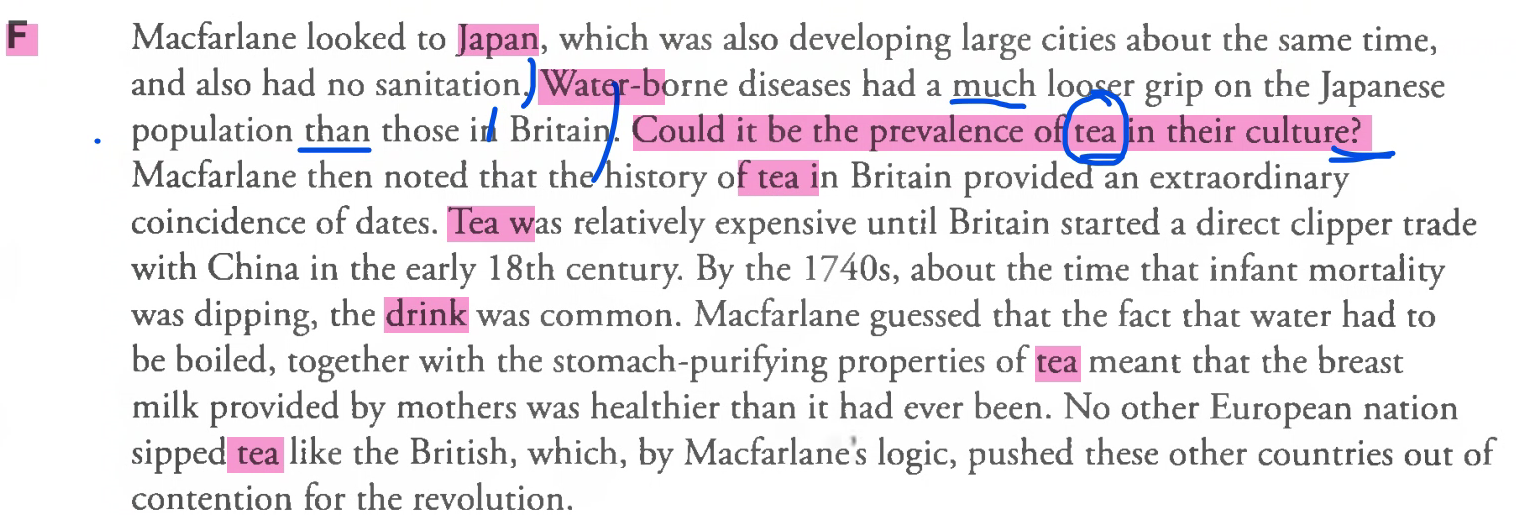 F
Macfarlane looked to Japan, which was also developing large cities about the same time,
and also had no sanitation. Water-borne diseases had a much looser grip on the Japanese
population than those in Britain. Could it be the prevalence of tea in their culture?
Macfarlane then noted that the history of tea in Britain provided an extraordinary
coincidence of dates. Tea was relatively expensive until Britain started a direct clipper trade
with China in the early 18th century. By the 1740s, about the time that infant mortality
was dipping, the drink was common. Macfarlane guessed that the fact that water had to
be boiled, together with the stomach-purifying properties of tea meant that the breast
milk provided by mothers was healthier than it had ever been. No other European nation
sipped tea like the British, which, by Macfarlane's logic, pushed these other countries out of
contention for the revolution.